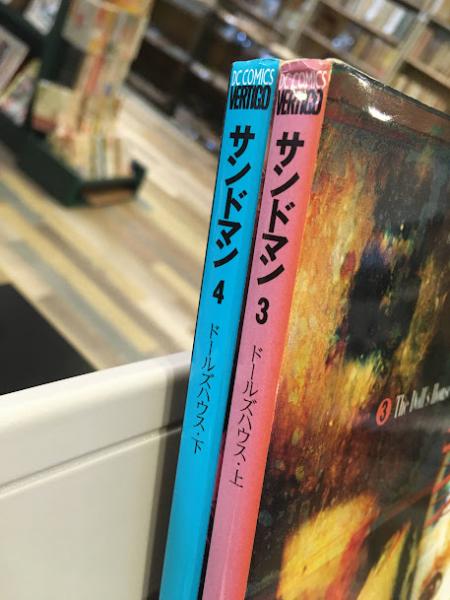 DC COMICS
VERTIGO
サンドマン
4
ドールズハウス・下
DC COMICS
VERTIGO
サンドマン
3
ドールズハウス・上
3 The Doll's House